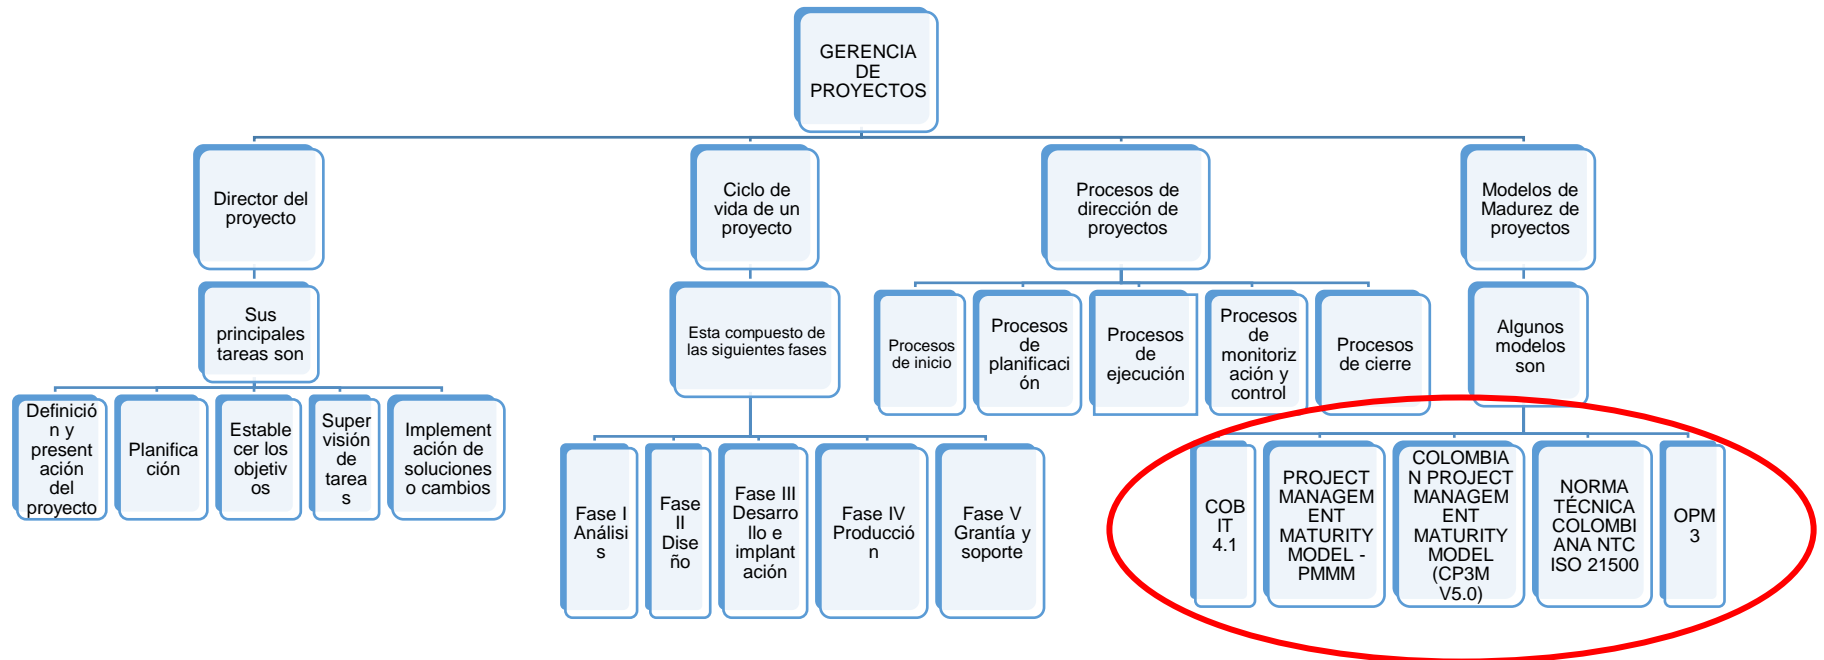 GERENCIA
DE
PROYECTOS
Director del
proyecto
Ciclo de
vida de un
proyecto
Procesos de
dirección de
proyectos
Modelos de
Madurez de
proyectos
Sus
principales
tareas son
Esta compuesto de
las siguientes fases
Procesos
de inicio
Procesos
de
planificaci
ón
Procesos
de
ejecución
Procesos
de
monitoriz
ación y
control
Procesos
de cierre
Algunos
modelos
son
Definició
n y
present
ación
del
proyecto
Planifica
ción
Estable
cer los
objetiv
os
Super
visión
de
tarea
s
Implement
ación de
soluciones
o cambios
Fase I
Análisi
s
Fase
II
Dise
ño
Fase III
Desarro
llo e
implant
ación
Fase IV
Producció
n
Fase V
Grantía y
soporte
COB
IT
4.1
PROJECT
MANAGEM
ENT
MATURITY
MODEL -
PMMM
COLOMBIA
N PROJECT
MANAGEM
ENT
MATURITY
MODEL
(CP3M
V5.0)
NORMA
TÉCNICA
COLOMBI
ANA NTC
ISO 21500
OPM
3